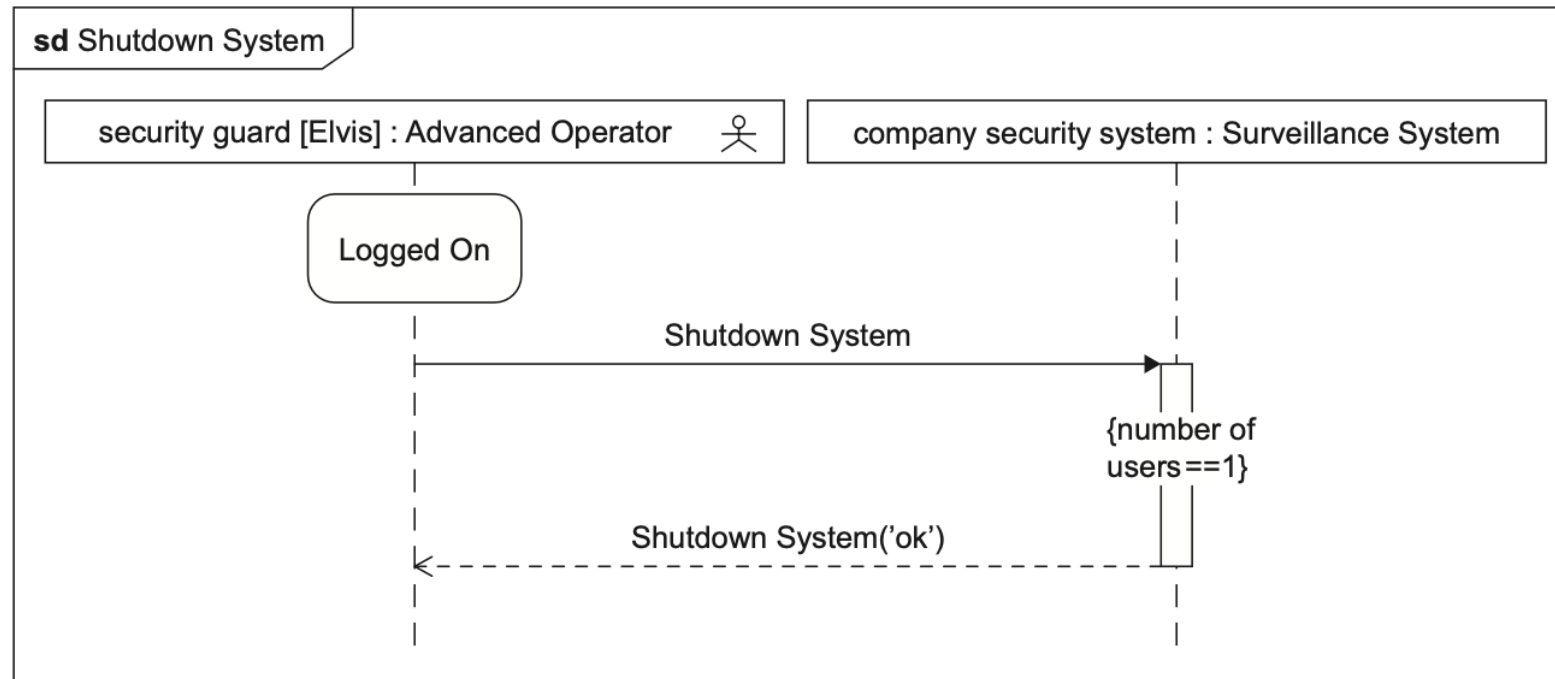 sd Shutdown System
security guard [Elvis] : Advanced Operator
company security system : Surveillance System
Logged On
Shutdown System
{number of
users==1}
Shutdown System('ok')